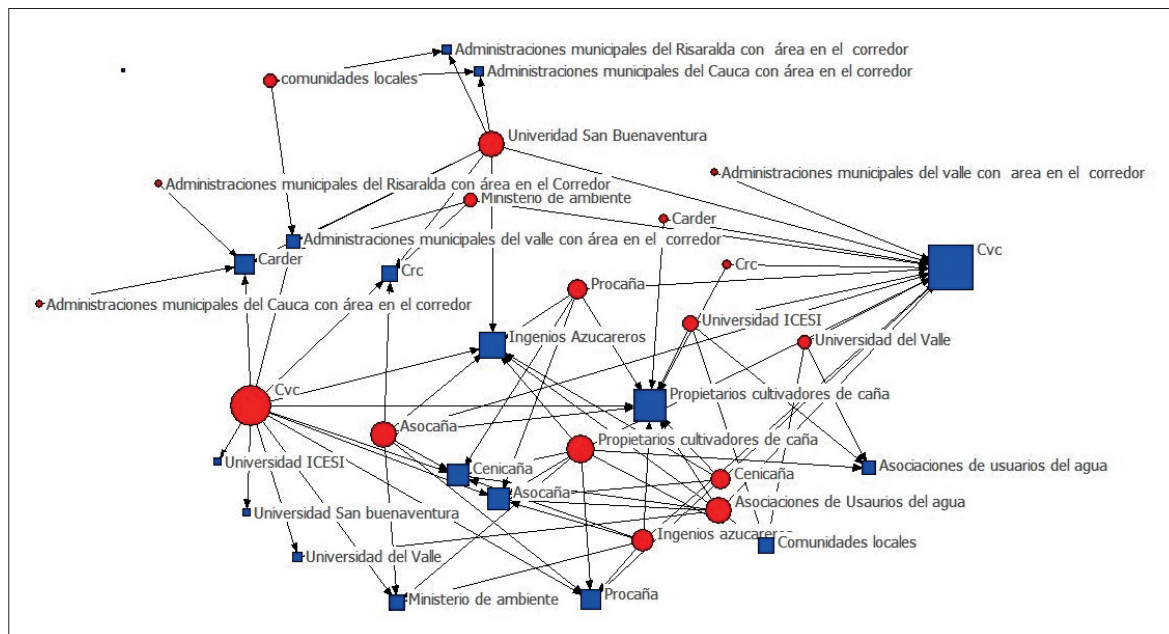 Administraciones municipales del Risaralda con área en el corredor
Administraciones municipales del Cauca con área en el corredor
comunidades locales
Univeridad San Buenaventura
Administraciones municipales del valle con area en el corredor
Administraciones municipales del Risaralda con área en el Corredor
Ministerio de ambiente
Carder
Administraciones municipales del valle con área en el corredor
Cvc
Carder
Crc
Crc
Procaña
Administraciones municipales del Cauca con área en el corredor
Universidad ICESI
Ingenios Azucareros
Universidad del Valle
Cvc
Propietarios cultivadores de caña
Asocaña
Propietarios cultivadores de caña
Universidad ICESI
Cenicaña
Asociaciones de usuarios del agua
Cenicaña
Asocaña
Asociaciones de Usaurios del agua
Universidad San buenaventura
Ingenios azucareros
Comunidades locales
Universidad del Valle
Ministerio de ambiente
Procaña